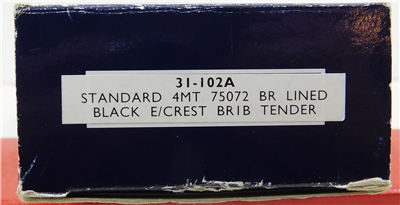 31-102A
STANDARD 4MT 75072 BR LINED
BLACK E/CREST BR1B TENDER